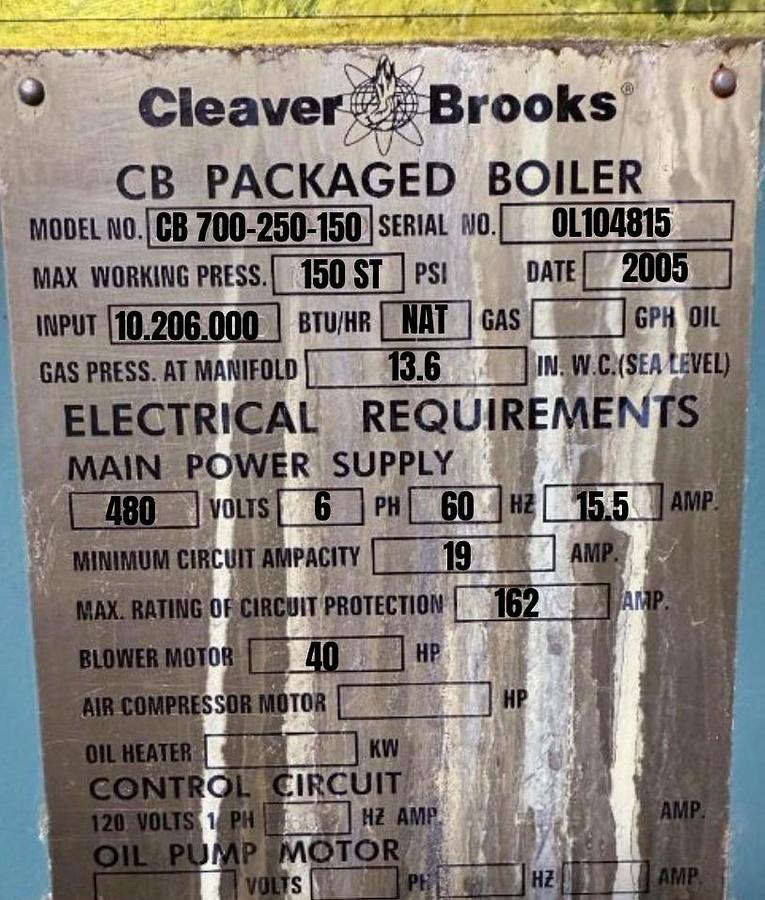 Cleaver Brooks®
CB PACKAGED BOILER
MODEL NO. CB 700-250-150 SERIAL NO. 0L104815
MAX WORKING PRESS. 150 ST PSI DATE 2005
INPUT 10.206.000 BTU/HR NAT GAS GPH OIL
GAS PRESS. AT MANIFOLD 13.6 IN. W.C.(SEA LEVEL)
ELECTRICAL REQUIREMENTS
MAIN POWER SUPPLY
480 VOLTS 6 PH 60 HZ 15.5 AMP.
MINIMUM CIRCUIT AMPACITY 19 AMP.
MAX. RATING OF CIRCUIT PROTECTION 162 AMP.
BLOWER MOTOR 40 HP
AIR COMPRESSOR MOTOR HP
OIL HEATER KW
CONTROL CIRCUIT
120 VOLTS 1 PH HZ AMP AMP.
OIL PUMP MOTOR
VOLTS PH HZ AMP.